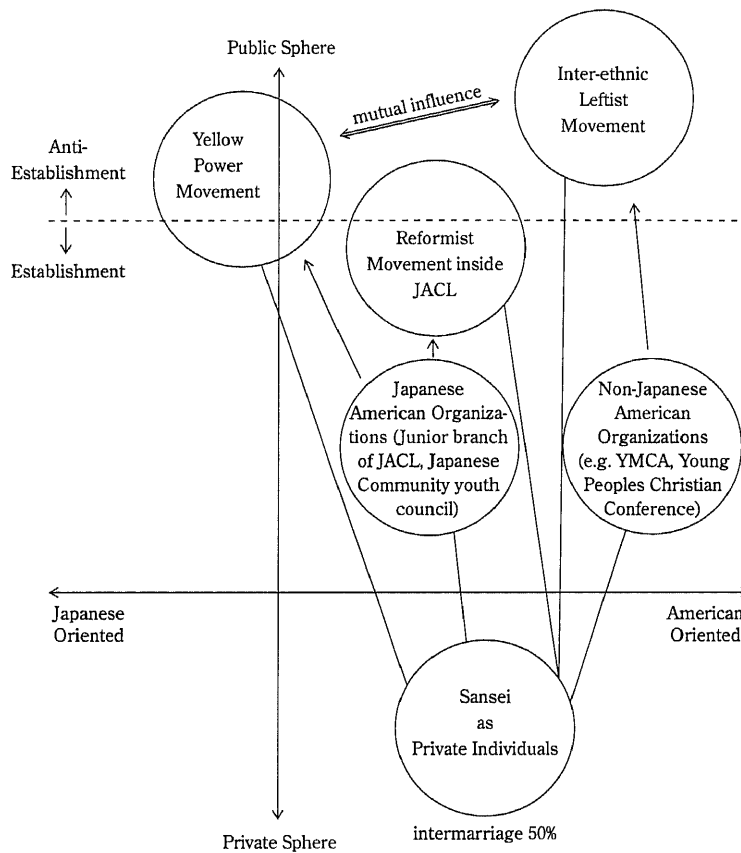 Public Sphere
mutual influence
Inter-ethnic
Leftist
Movement
Yellow
Power
Movement
Anti-
Establishment
Establishment
Reformist
Movement inside
JACL
Japanese
American Organiza-
tions (Junior branch
of JACL, Japanese
Community youth
council)
Non-Japanese
American
Organizations
(e.g. YMCA, Young
Peoples Christian
Conference)
Japanese
Oriented
American
Oriented
Sansei
as
Private Individuals
intermarriage 50%
Private Sphere